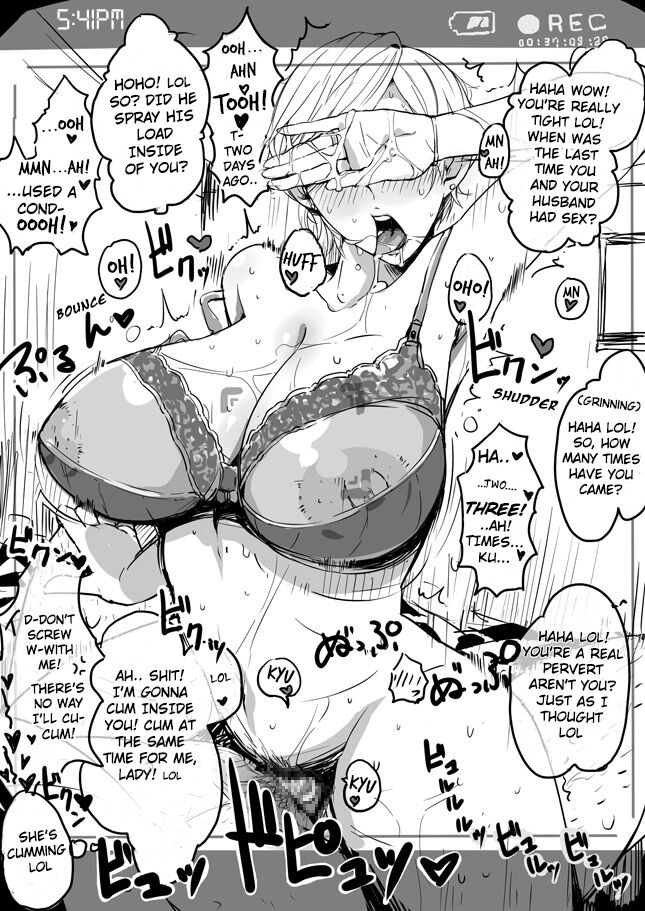 5:41PM
REC
00:37:08:20
OOH...
AHN
TOOH!
T-
TWO
DAYS
AGO..
HOHO! LOL
SO? DID HE
SPRAY HIS
LOAD
INSIDE
OF YOU?
...OOH
MMN...AH!
...USED A
COND-
OOOH!
HAHA WOW!
YOU'RE REALLY
TIGHT LOL!
WHEN WAS
THE LAST
TIME YOU
AND YOUR
HUSBAND
HAD SEX?
MN
AH!
OH!
ビクッ
HUFF
OHO!
MN
BOUNCE
ぷるん
ビクンッ
SHUDDER
(GRINNING)
HAHA LOL!
SO, HOW
MANY TIMES
HAVE YOU
CAME?
HA..
..TWO....
THREE!
..AH!
TIMES...
KU...
ビクンッ
D-DON'T
SCREW
W-WITH
ME!
THERE'S
NO WAY
I'LL CU-
CUM!
ビクッ
LOL
AH.. SHIT!
I'M GONNA
CUM INSIDE
YOU! CUM AT
THE SAME
TIME FOR ME,
LADY! LOL
KYU
ぬっぷ
ぬっぷ
HAHA LOL!
YOU'RE A REAL
PERVERT
AREN'T YOU?
JUST AS I
THOUGHT
LOL
KYU
ビクン
SHE'S
CUMMING
LOL
ビュルルル
ビュッ
ドピュッ
ビュルッ